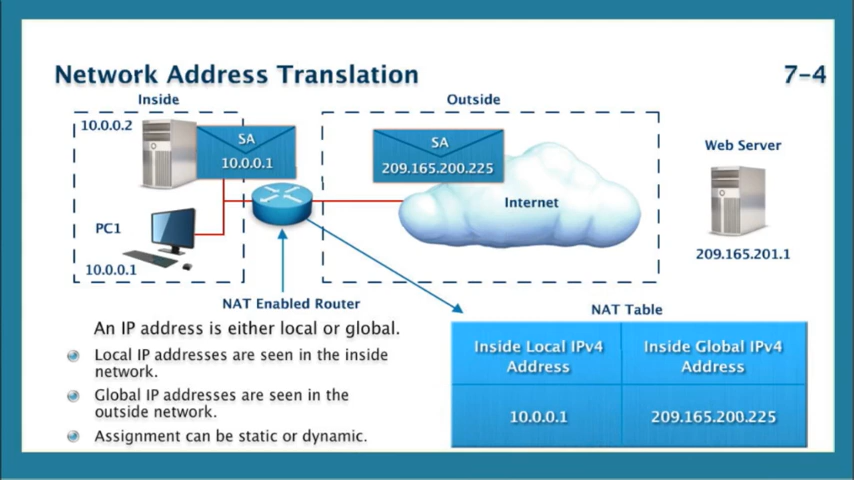 Network Address Translation
7-4
Inside
Outside
10.0.0.2
SA
10.0.0.1
SA
209.165.200.225
Web Server
Internet
PC1
10.0.0.1
209.165.201.1
NAT Enabled Router
NAT Table
An IP address is either local or global.
Local IP addresses are seen in the inside
network.
Global IP addresses are seen in the
outside network.
Assignment can be static or dynamic.
Inside Local IPv4
Address
Inside Global IPv4
Address
10.0.0.1
209.165.200.225